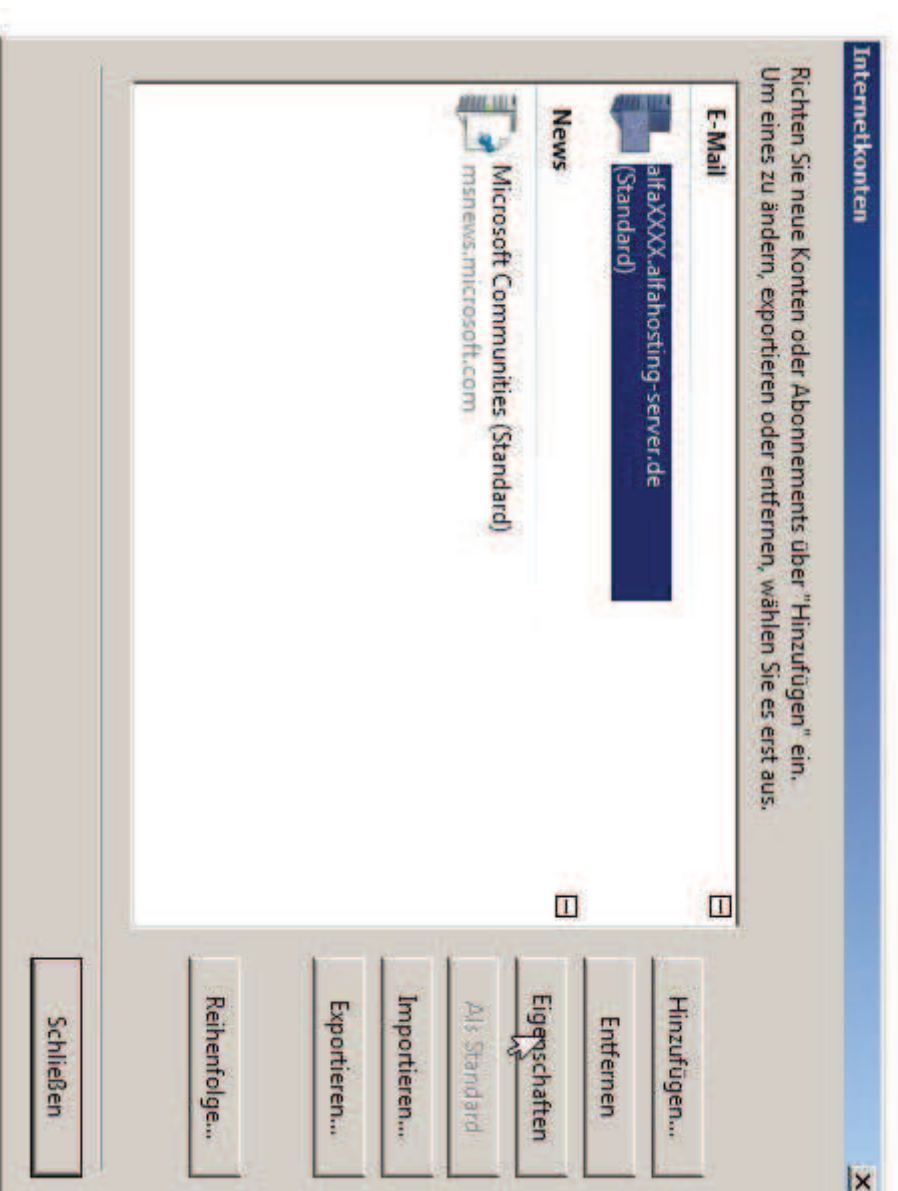 Internetkonten
Richten Sie neue Konten oder Abonnements über "Hinzufügen" ein.
Um eines zu ändern, exportieren oder entfernen, wählen Sie es erst aus.
E-Mail
alfaXXXX.alfahosting-server.de
(Standard)
News
Microsoft Communities (Standard)
msnews.microsoft.com
Hinzufügen...
Entfernen
Eigenschaften
Als Standard
Importieren...
Exportieren...
Reihenfolge...
Schließen